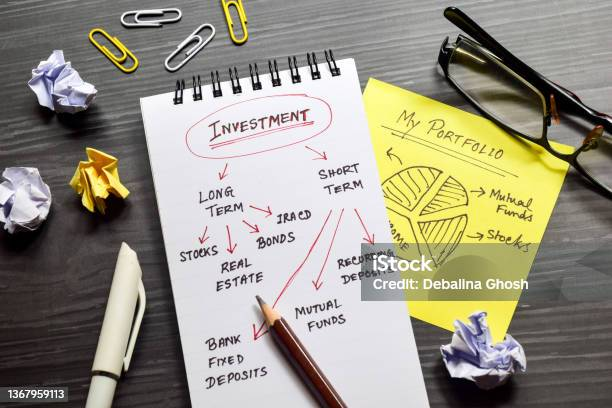 INVESTMENT
LONG
TERM
SHORT
TERM
STOCKS
REAL
ESTATE
BONDS
IRACD
BANK
FIXED
DEPOSITS
MUTUAL
FUNDS
RECURRING
DEPOSITS
MY PORTFOLIO
Mutual
Funds
Stocks
iStock
Credit: Debalina Ghosh
1367959113